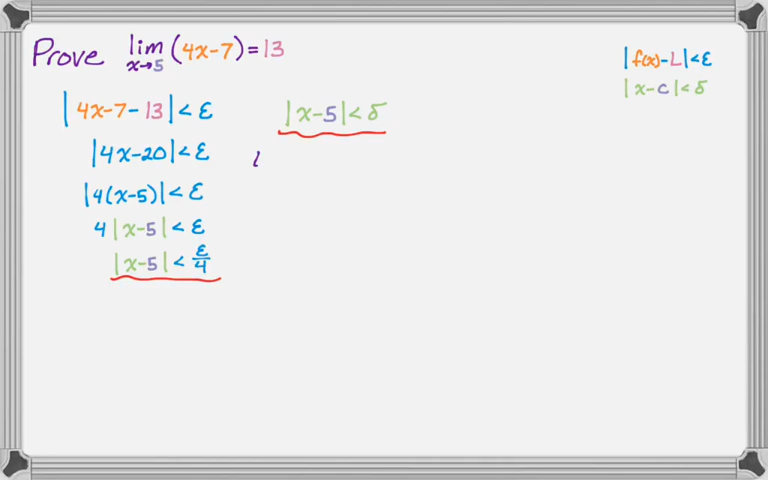 Prove lim x→5 (4x-7) = 13
|f(x)-L| < ε
|x-c| < δ
|4x-7-13| < ε
|4x-20| < ε
|4(x-5)| < ε
4|x-5| < ε
|x-5| < ε/4
|x-5| < δ